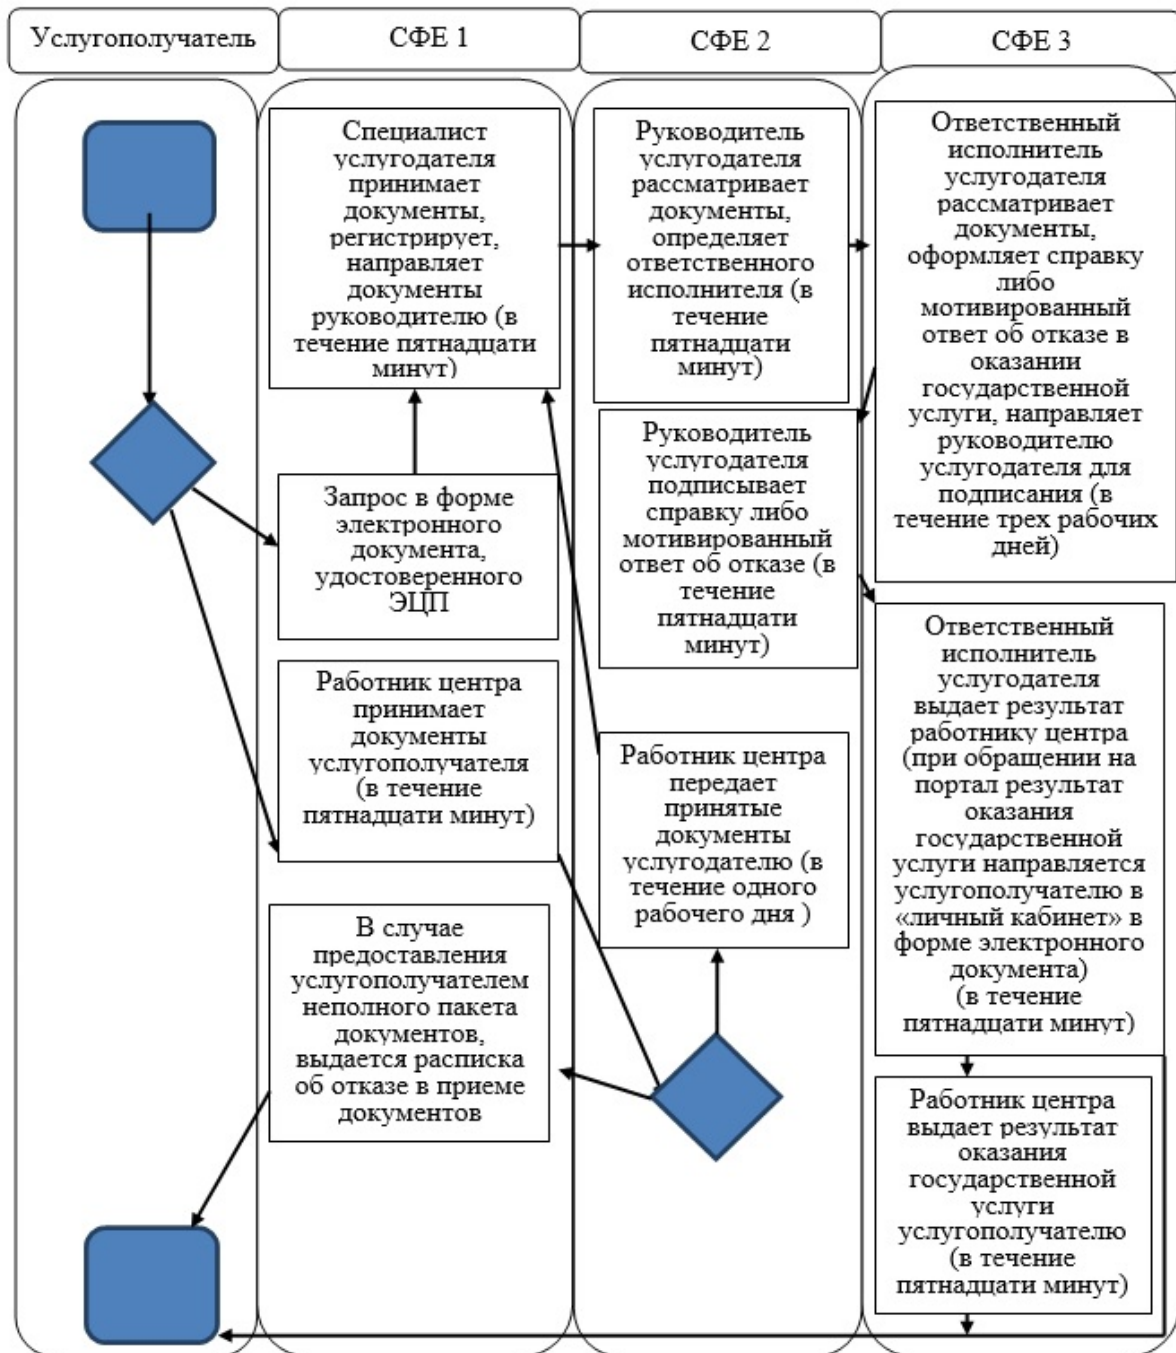 Услугополучатель
СФЕ 1
СФЕ 2
СФЕ 3
Специалист
услугодателя
принимает
документы,
регистрирует,
направляет
документы
руководителю (в
течение пятнадцати
минут)
Запрос в форме
электронного
документа,
удостоверенного
ЭЦП
Работник центра
принимает
документы
услугополучателя
(в течение
пятнадцати минут)
В случае
предоставления
услугополучателем
неполного пакета
документов,
выдается расписка
об отказе в приеме
документов
Руководитель
услугодателя
рассматривает
документы,
определяет
ответственного
исполнителя (в
течение
пятнадцати
минут)
Руководитель
услугодателя
подписывает
справку либо
мотивированный
ответ об отказе (в
течение
пятнадцати
минут)
Работник центра
передает
принятые
документы
услугодателю (в
течение одного
рабочего дня )
Ответственный
исполнитель
услугодателя
рассматривает
документы,
оформляет справку
либо
мотивированный
ответ об отказе в
оказании
государственной
услуги, направляет
руководителю
услугодателя для
подписания (в
течение трех рабочих
дней)
Ответственный
исполнитель
услугодателя
выдает результат
работнику центра
(при обращении на
портал результат
оказания
государственной
услуги направляется
услугополучателю в
«личный кабинет» в
форме электронного
документа)
(в течение
пятнадцати минут)
Работник центра
выдает результат
оказания
государственной
услуги
услугополучателю
(в течение
пятнадцати минут)